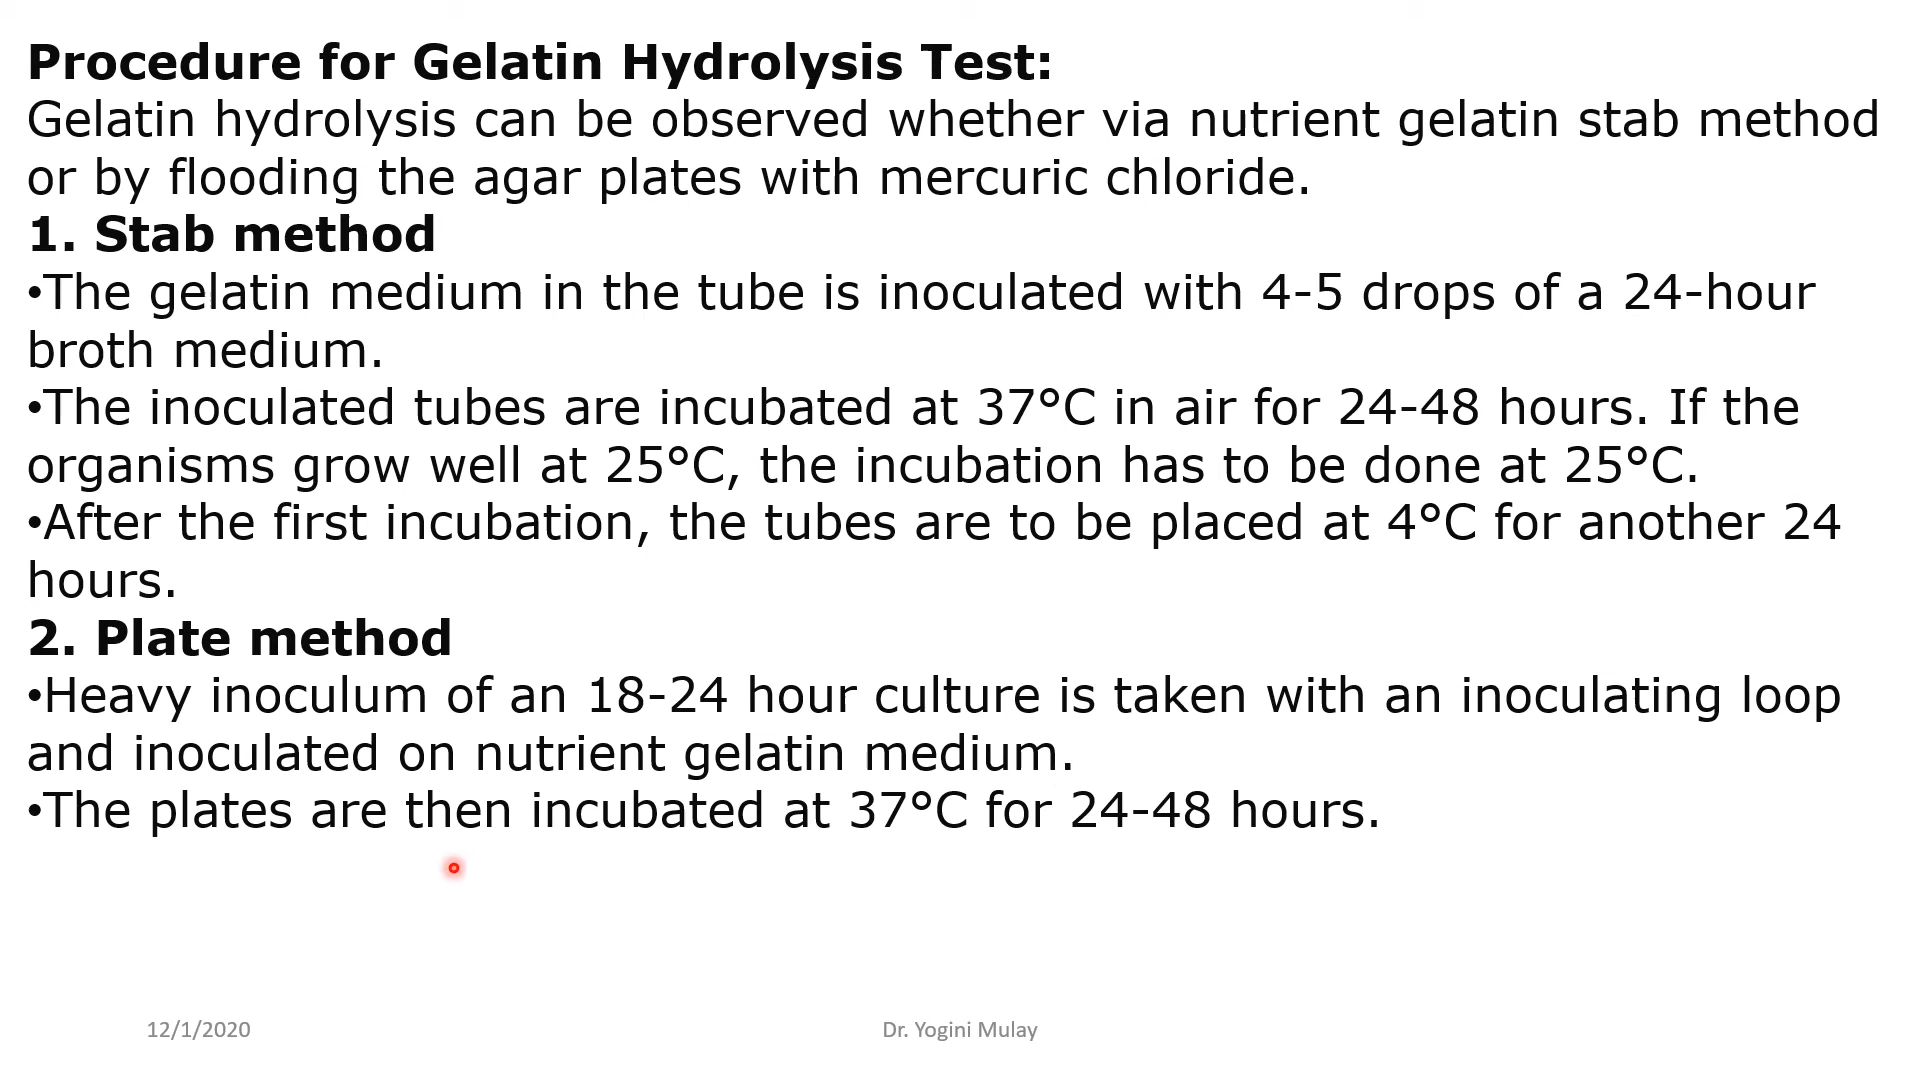 Procedure for Gelatin Hydrolysis Test:
Gelatin hydrolysis can be observed whether via nutrient gelatin stab method
or by flooding the agar plates with mercuric chloride.
1. Stab method
•The gelatin medium in the tube is inoculated with 4-5 drops of a 24-hour
broth medium.
•The inoculated tubes are incubated at 37°C in air for 24-48 hours. If the
organisms grow well at 25°C, the incubation has to be done at 25°C.
•After the first incubation, the tubes are to be placed at 4°C for another 24
hours.
2. Plate method
•Heavy inoculum of an 18-24 hour culture is taken with an inoculating loop
and inoculated on nutrient gelatin medium.
•The plates are then incubated at 37°C for 24-48 hours.
12/1/2020
Dr. Yogini Mulay